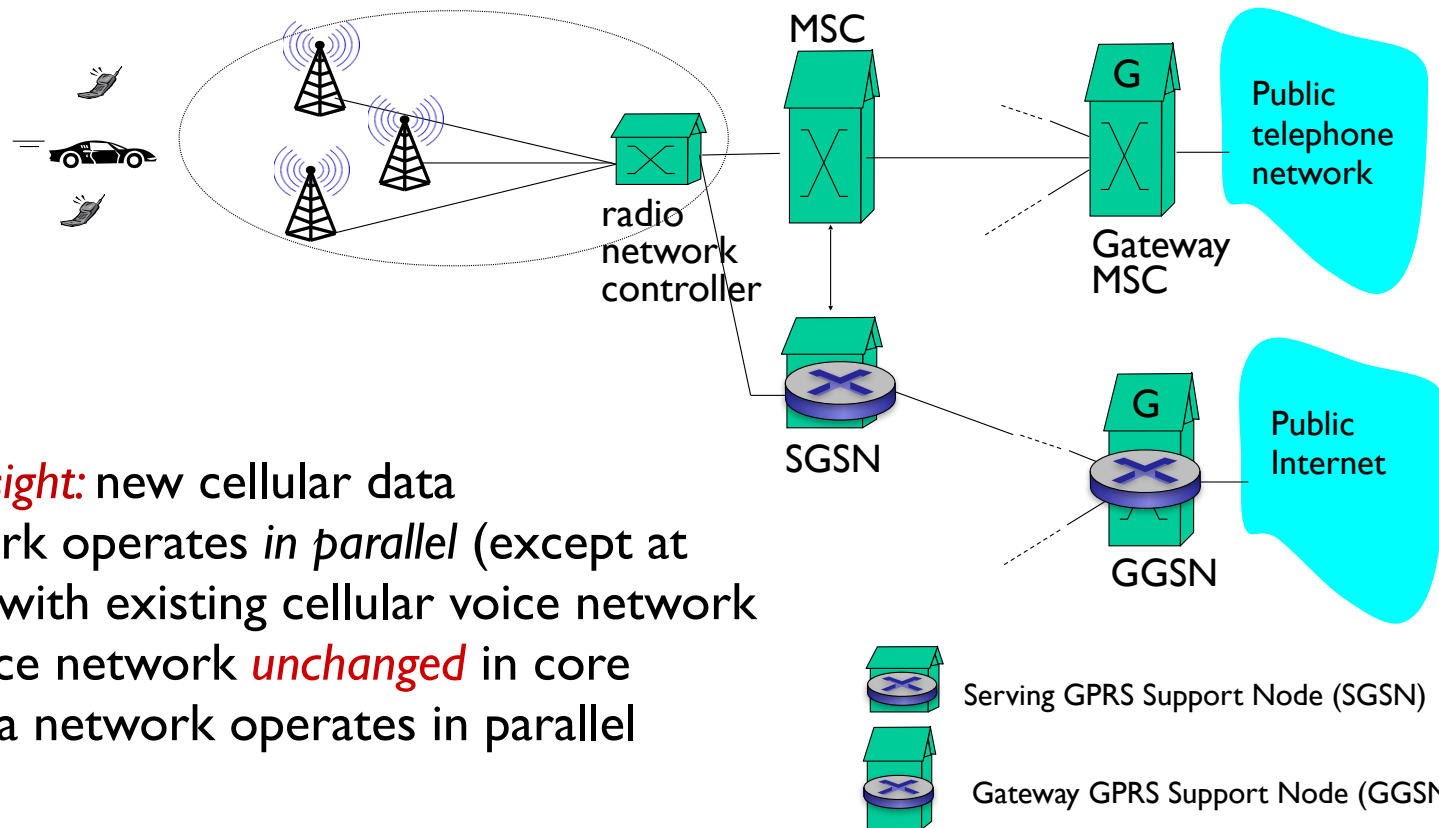 MSC
G
Public
telephone
network
radio
network
controller
Gateway
MSC
G
Public
Internet
SGSN
GGSN
sight: new cellular data
rk operates in parallel (except at
with existing cellular voice network
ce network unchanged in core
a network operates in parallel
Serving GPRS Support Node (SGSN)
Gateway GPRS Support Node (GGSN